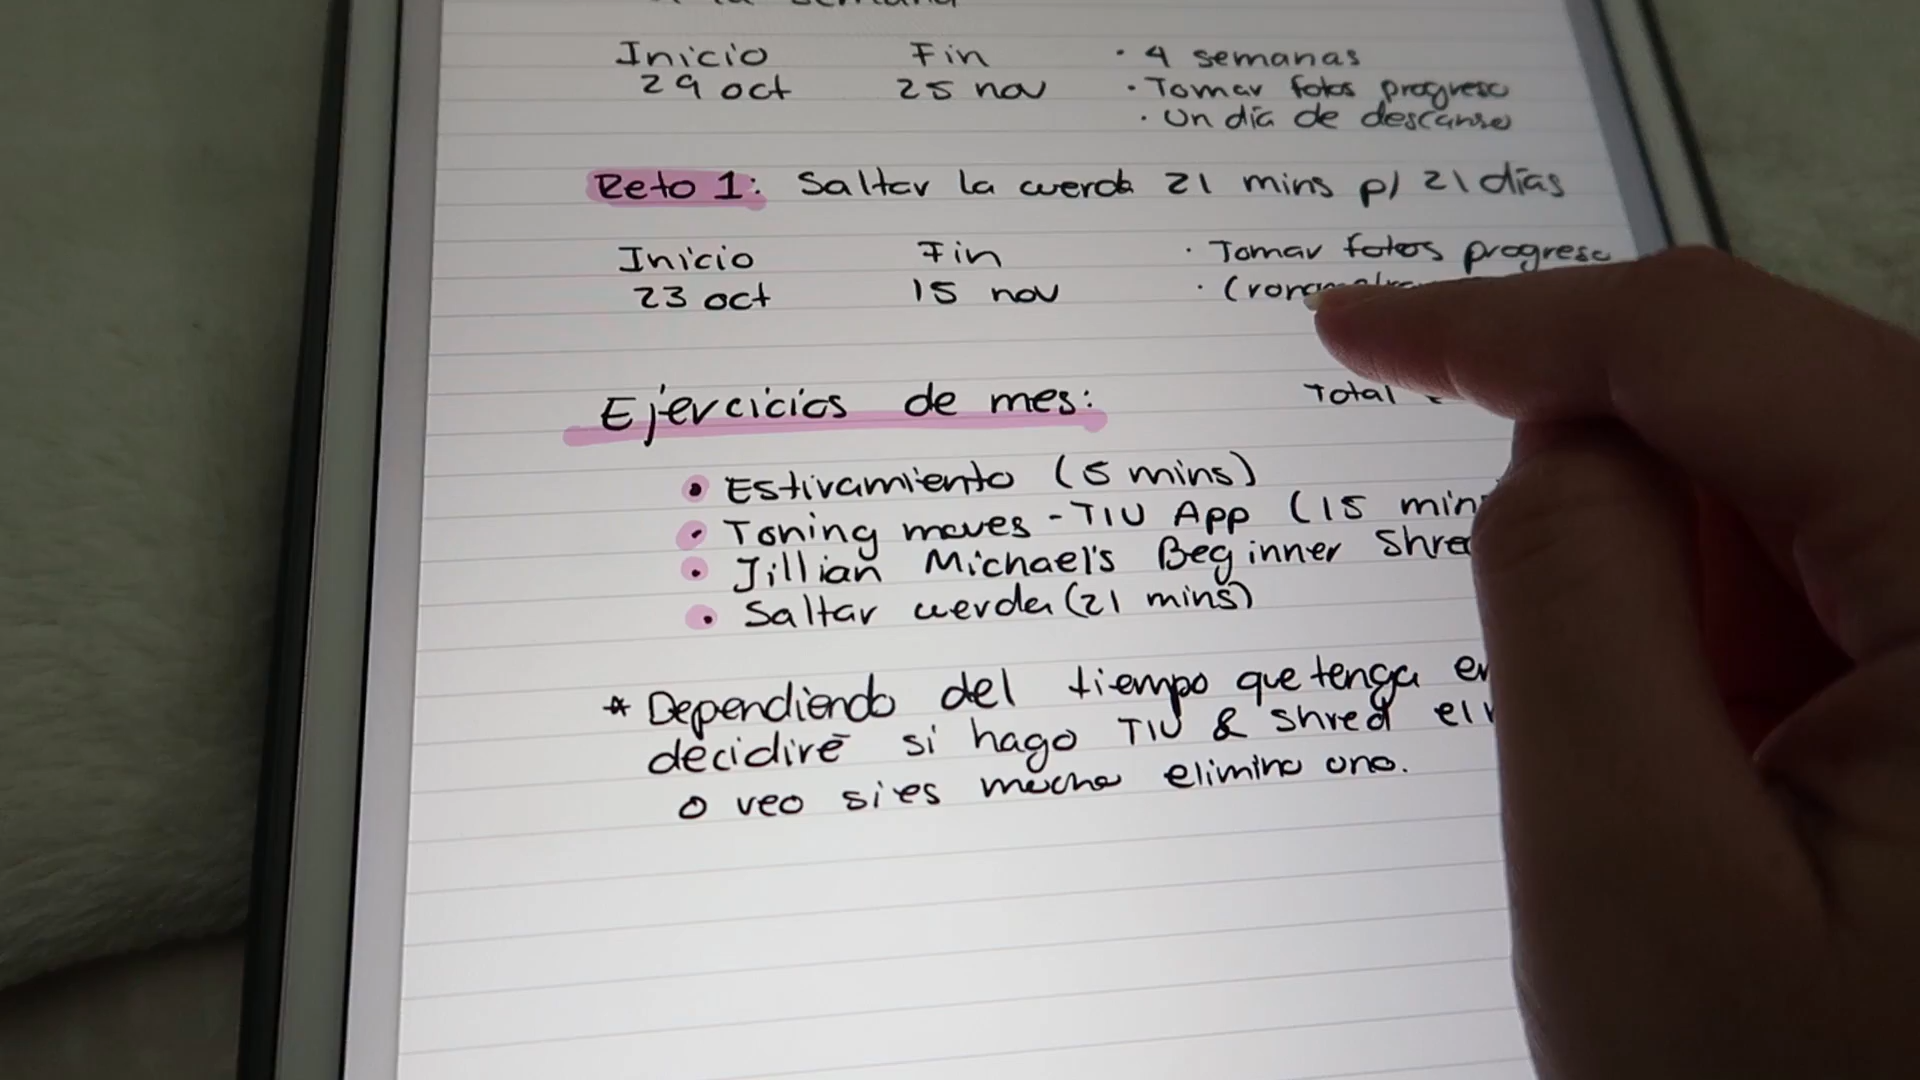 Inicio Fin • 4 semanas
29 oct 25 nov • Tomar fotos progreso
• Un día de descanso
Reto 1: Saltar la cuerda 21 mins p/ 21 días
Inicio Fin • Tomar fotos progreso
23 oct 15 nov
Ejercicios de mes: Total
• Estiramiento (5 mins)
• Toning moves - TIU App (15 min
• Jillian Michael's Beginner Shred
• Saltar cuerda (21 mins)
* Dependiendo del tiempo que tenga
decidiré si hago TIU & shred el
o veo si es mucho elimino uno.